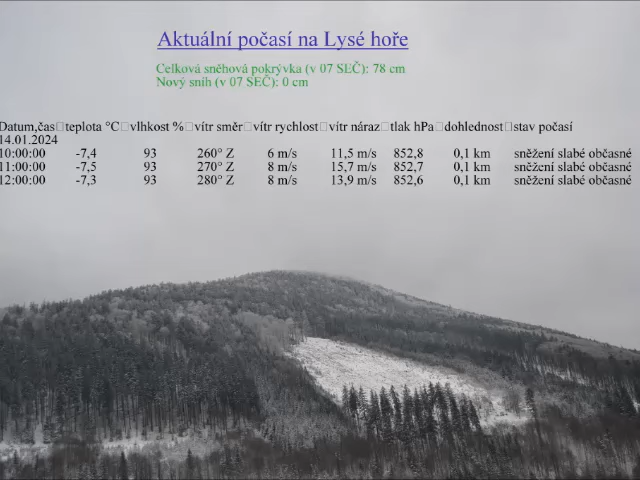 Aktuální počasí na Lysé hoře
Celková sněhová pokrývka (v 07 SEČ): 78 cm
Nový sníh (v 07 SEČ): 0 cm
Datum,čas□teplota °C□vlhkost %□vítr směr□vítr rychlost□vítr náraz□tlak hPa□dohlednost□stav počasí
14.01.2024
10:00:00 -7,4 93 260° Z 6 m/s 11,5 m/s 852,8 0,1 km sněžení slabé občasné
11:00:00 -7,5 93 270° Z 8 m/s 15,7 m/s 852,7 0,1 km sněžení slabé občasné
12:00:00 -7,3 93 280° Z 8 m/s 13,9 m/s 852,6 0,1 km sněžení slabé občasné